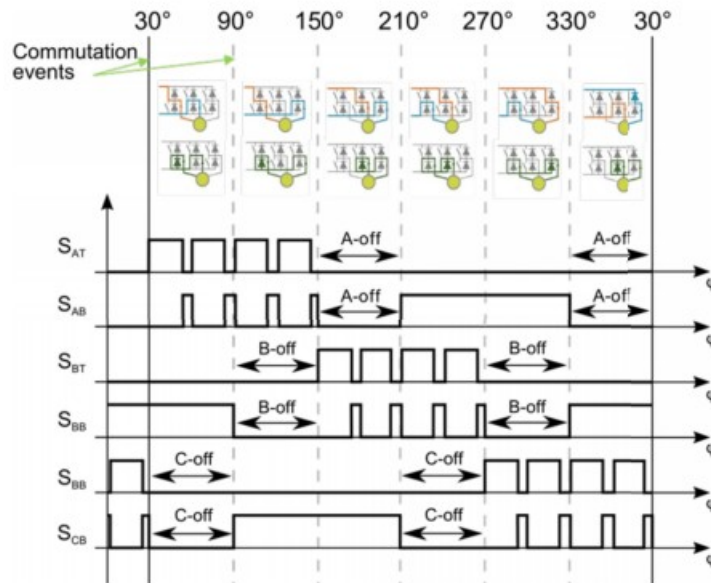 30° 90° 150° 210° 270° 330° 30°
Commutation
events
S_AT A-off A-off
φ
S_AB A-off A-off
φ
S_BT B-off B-off
φ
S_BB B-off B-off
φ
S_BB C-off C-off
φ
S_CB C-off C-off
φ